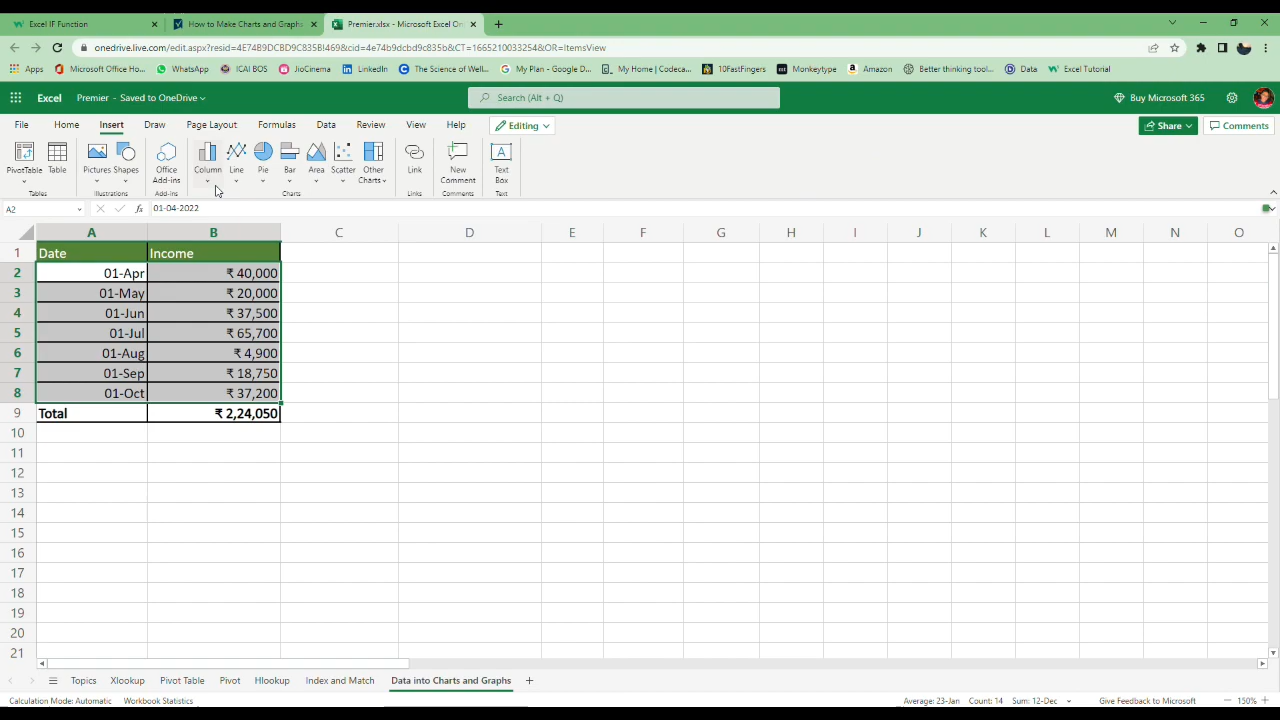 Excel IF Function
How to Make Charts and Graphs
Premier.xlsx - Microsoft Excel On
onedrive.live.com/edit.aspx?resid=4E74B9DCBD9C835B!469&cid=4e74b9dcbd9c835b&CT=1665210033254&OR=ItemsView
Apps
Microsoft Office Ho...
WhatsApp
ICAI BOS
JioCinema
LinkedIn
The Science of Well...
My Plan - Google D...
My Home | Codeca...
10FastFingers
Monkeytype
Amazon
Better thinking tool...
Data
Excel Tutorial
Excel
Premier - Saved to OneDrive
Search (Alt + Q)
Buy Microsoft 365
File Home Insert Draw Page Layout Formulas Data Review View Help
Editing
Share
Comments
PivotTable
Table
Pictures
Shapes
Office
Add-ins
Column
Line
Pie
Bar
Area
Scatter
Other
Charts
Link
New
Comment
Text
Box
Tables
Illustrations
Add-ins
Charts
Links
Comments
Text
A2
fx
01-04-2022
A B C D E F G H I J K L M N O
1 Date Income
2 01-Apr ₹ 40,000
3 01-May ₹ 20,000
4 01-Jun ₹ 37,500
5 01-Jul ₹ 65,700
6 01-Aug ₹ 4,900
7 01-Sep ₹ 18,750
8 01-Oct ₹ 37,200
9 Total ₹ 2,24,050
10
11
12
13
14
15
16
17
18
19
20
21
Topics Xlookup Pivot Table Pivot Hlookup Index and Match Data into Charts and Graphs
Calculation Mode: Automatic Workbook Statistics
Average: 23-Jan Count: 14 Sum: 12-Dec
Give Feedback to Microsoft
150%